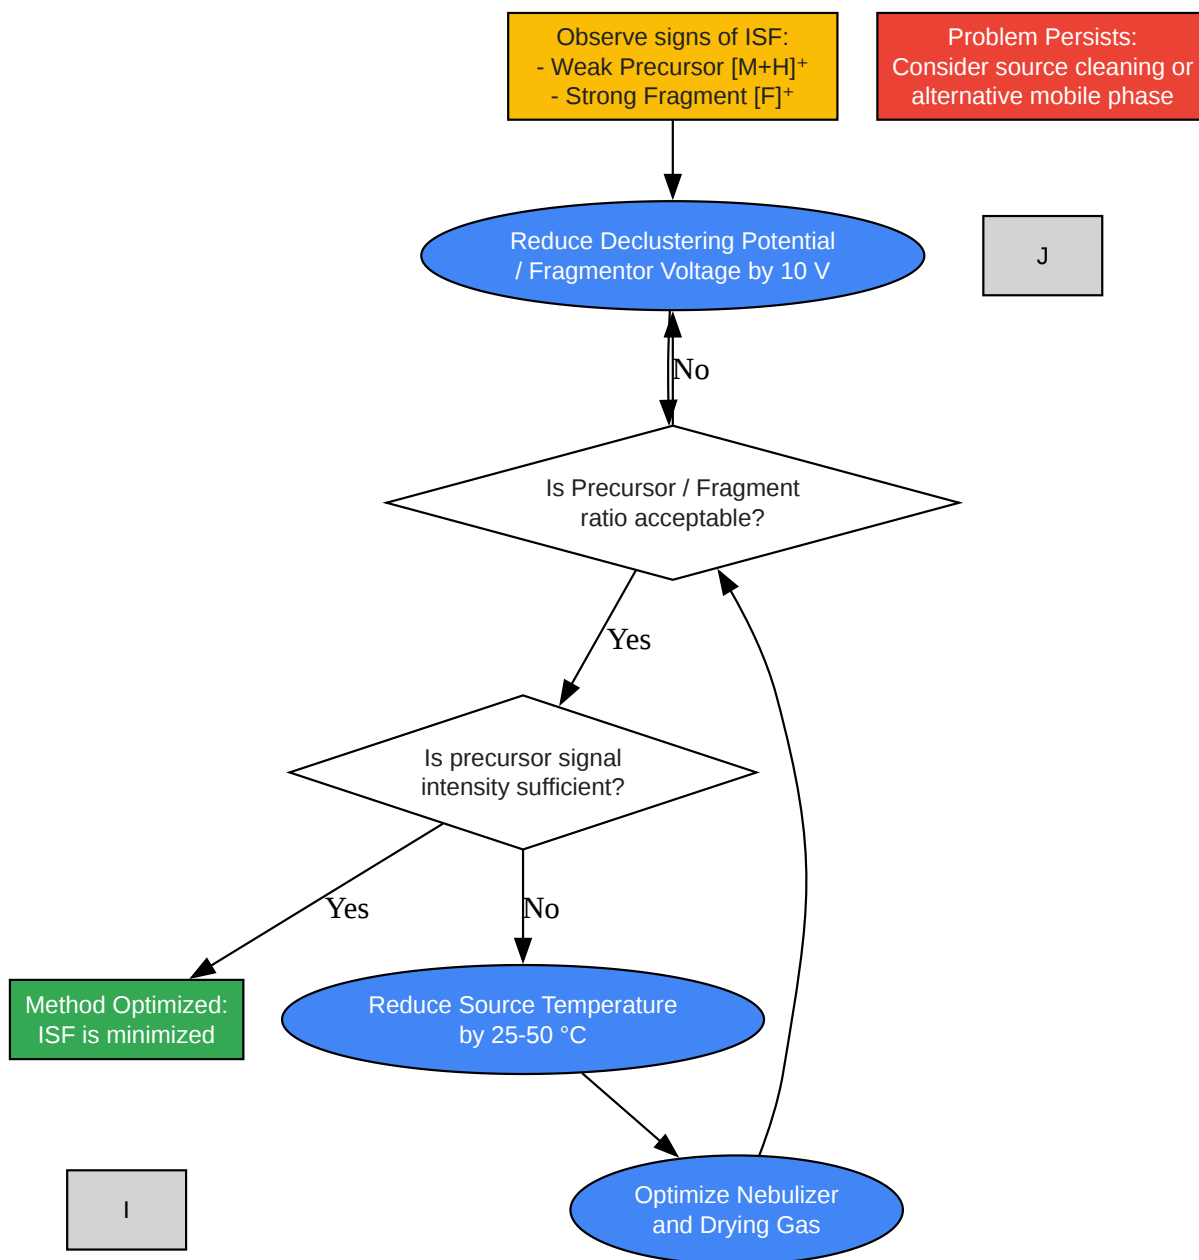 Observe signs of ISF:
- Weak Precursor [M+H]⁺
- Strong Fragment [F]⁺
Problem Persists:
Consider source cleaning or
alternative mobile phase
Reduce Declustering Potential
/ Fragmentor Voltage by 10 V
J
No
Is Precursor / Fragment
ratio acceptable?
Yes
Is precursor signal
intensity sufficient?
Yes
No
Method Optimized:
ISF is minimized
Reduce Source Temperature
by 25-50 °C
I
Optimize Nebulizer
and Drying Gas